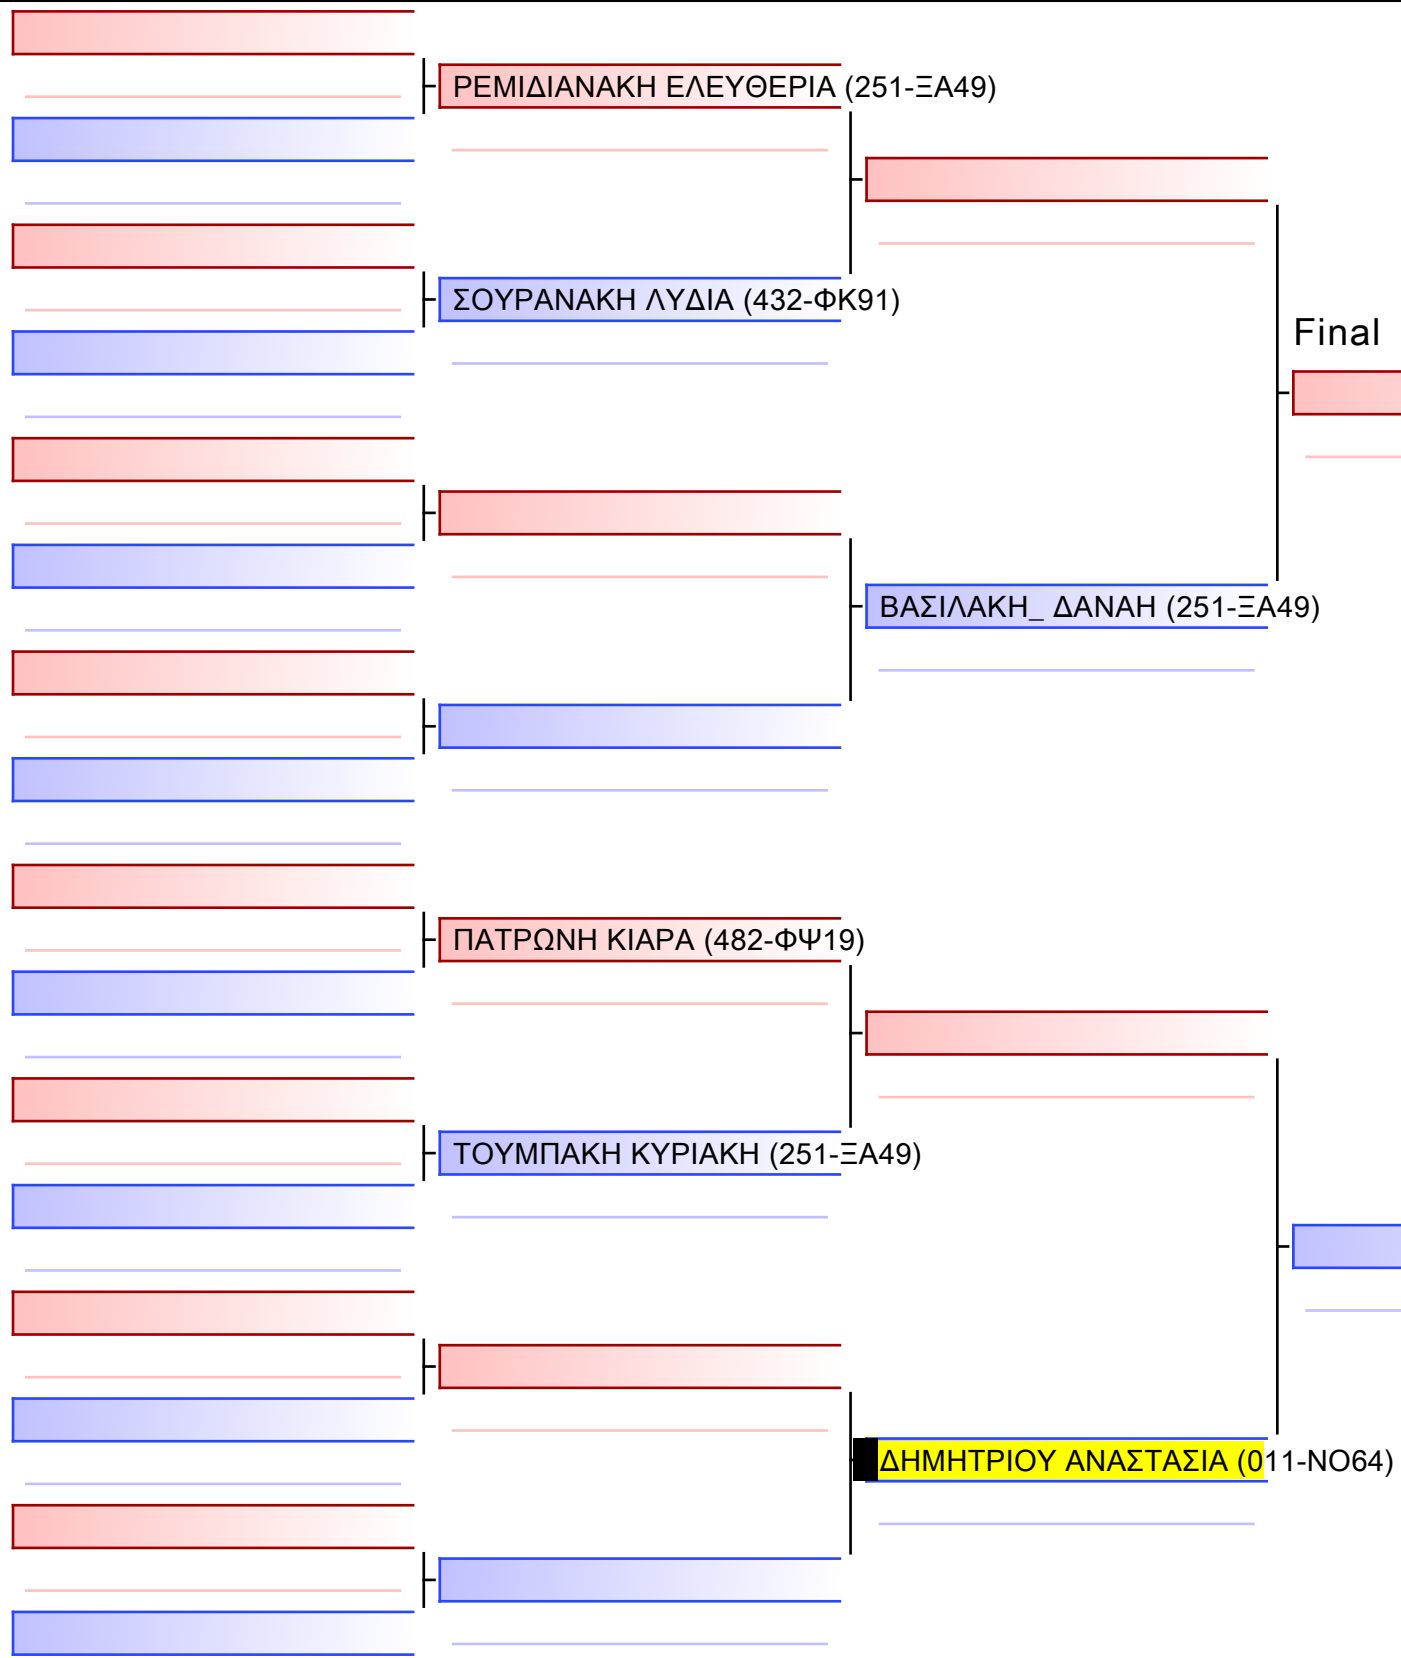 ΡΕΜΙΔΙΑΝΑΚΗ ΕΛΕΥΘΕΡΙΑ (251-ΞΑ49)
ΣΟΥΡΑΝΑΚΗ ΛΥΔΙΑ (432-ΦΚ91)
Final
ΒΑΣΙΛΑΚΗ_ ΔΑΝΑΗ (251-ΞΑ49)
ΠΑΤΡΩΝΗ ΚΙΑΡΑ (482-ΦΨ19)
ΤΟΥΜΠΑΚΗ ΚΥΡΙΑΚΗ (251-ΞΑ49)
ΔΗΜΗΤΡΙΟΥ ΑΝΑΣΤΑΣΙΑ (011-ΝΟ64)